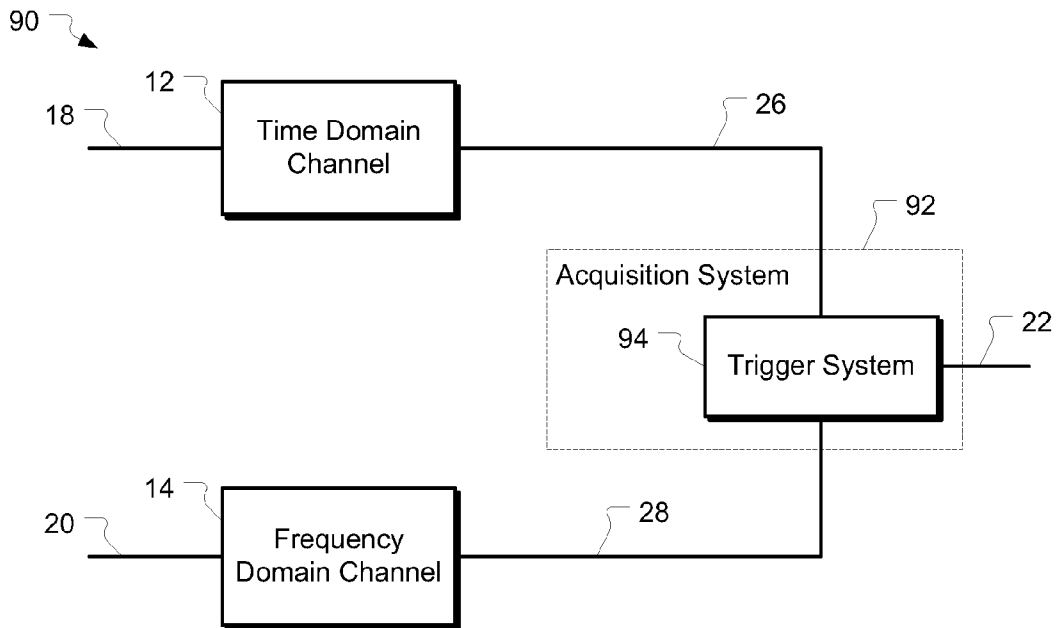 90
12
18
Time Domain
Channel
26
92
Acquisition System
94
Trigger System
22
14
20
Frequency
Domain Channel
28